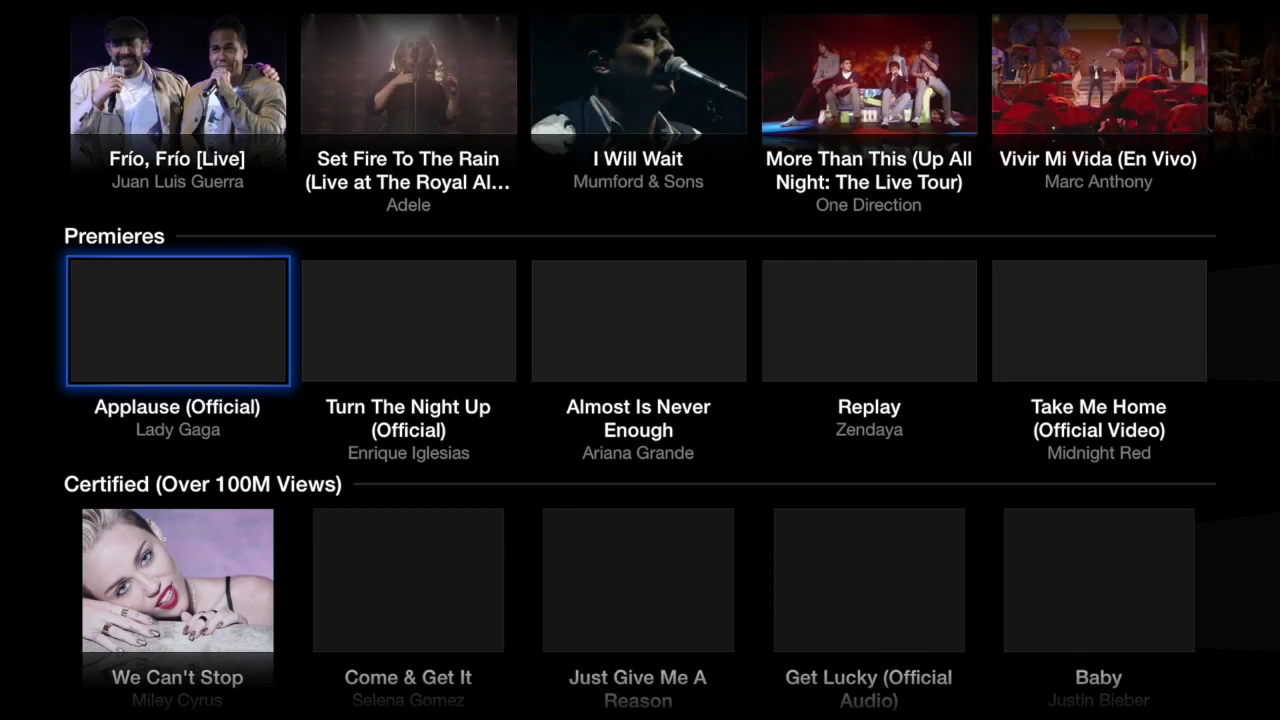 Frío, Frío [Live]
Juan Luis Guerra
Set Fire To The Rain
(Live at The Royal Al...
Adele
I Will Wait
Mumford & Sons
More Than This (Up All
Night: The Live Tour)
One Direction
Vivir Mi Vida (En Vivo)
Marc Anthony
Premieres
Applause (Official)
Lady Gaga
Turn The Night Up
(Official)
Enrique Iglesias
Almost Is Never
Enough
Ariana Grande
Replay
Zendaya
Take Me Home
(Official Video)
Midnight Red
Certified (Over 100M Views)
We Can't Stop
Miley Cyrus
Come & Get It
Selena Gomez
Just Give Me A
Reason
Get Lucky (Official
Audio)
Baby
Justin Bieber